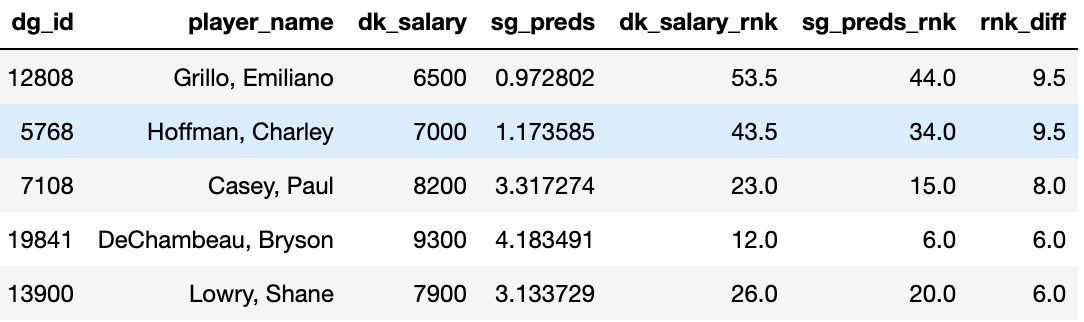 dg_id player_name dk_salary sg_preds dk_salary_rnk sg_preds_rnk rnk_diff
12808 Grillo, Emiliano 6500 0.972802 53.5 44.0 9.5
5768 Hoffman, Charley 7000 1.173585 43.5 34.0 9.5
7108 Casey, Paul 8200 3.317274 23.0 15.0 8.0
19841 DeChambeau, Bryson 9300 4.183491 12.0 6.0 6.0
13900 Lowry, Shane 7900 3.133729 26.0 20.0 6.0